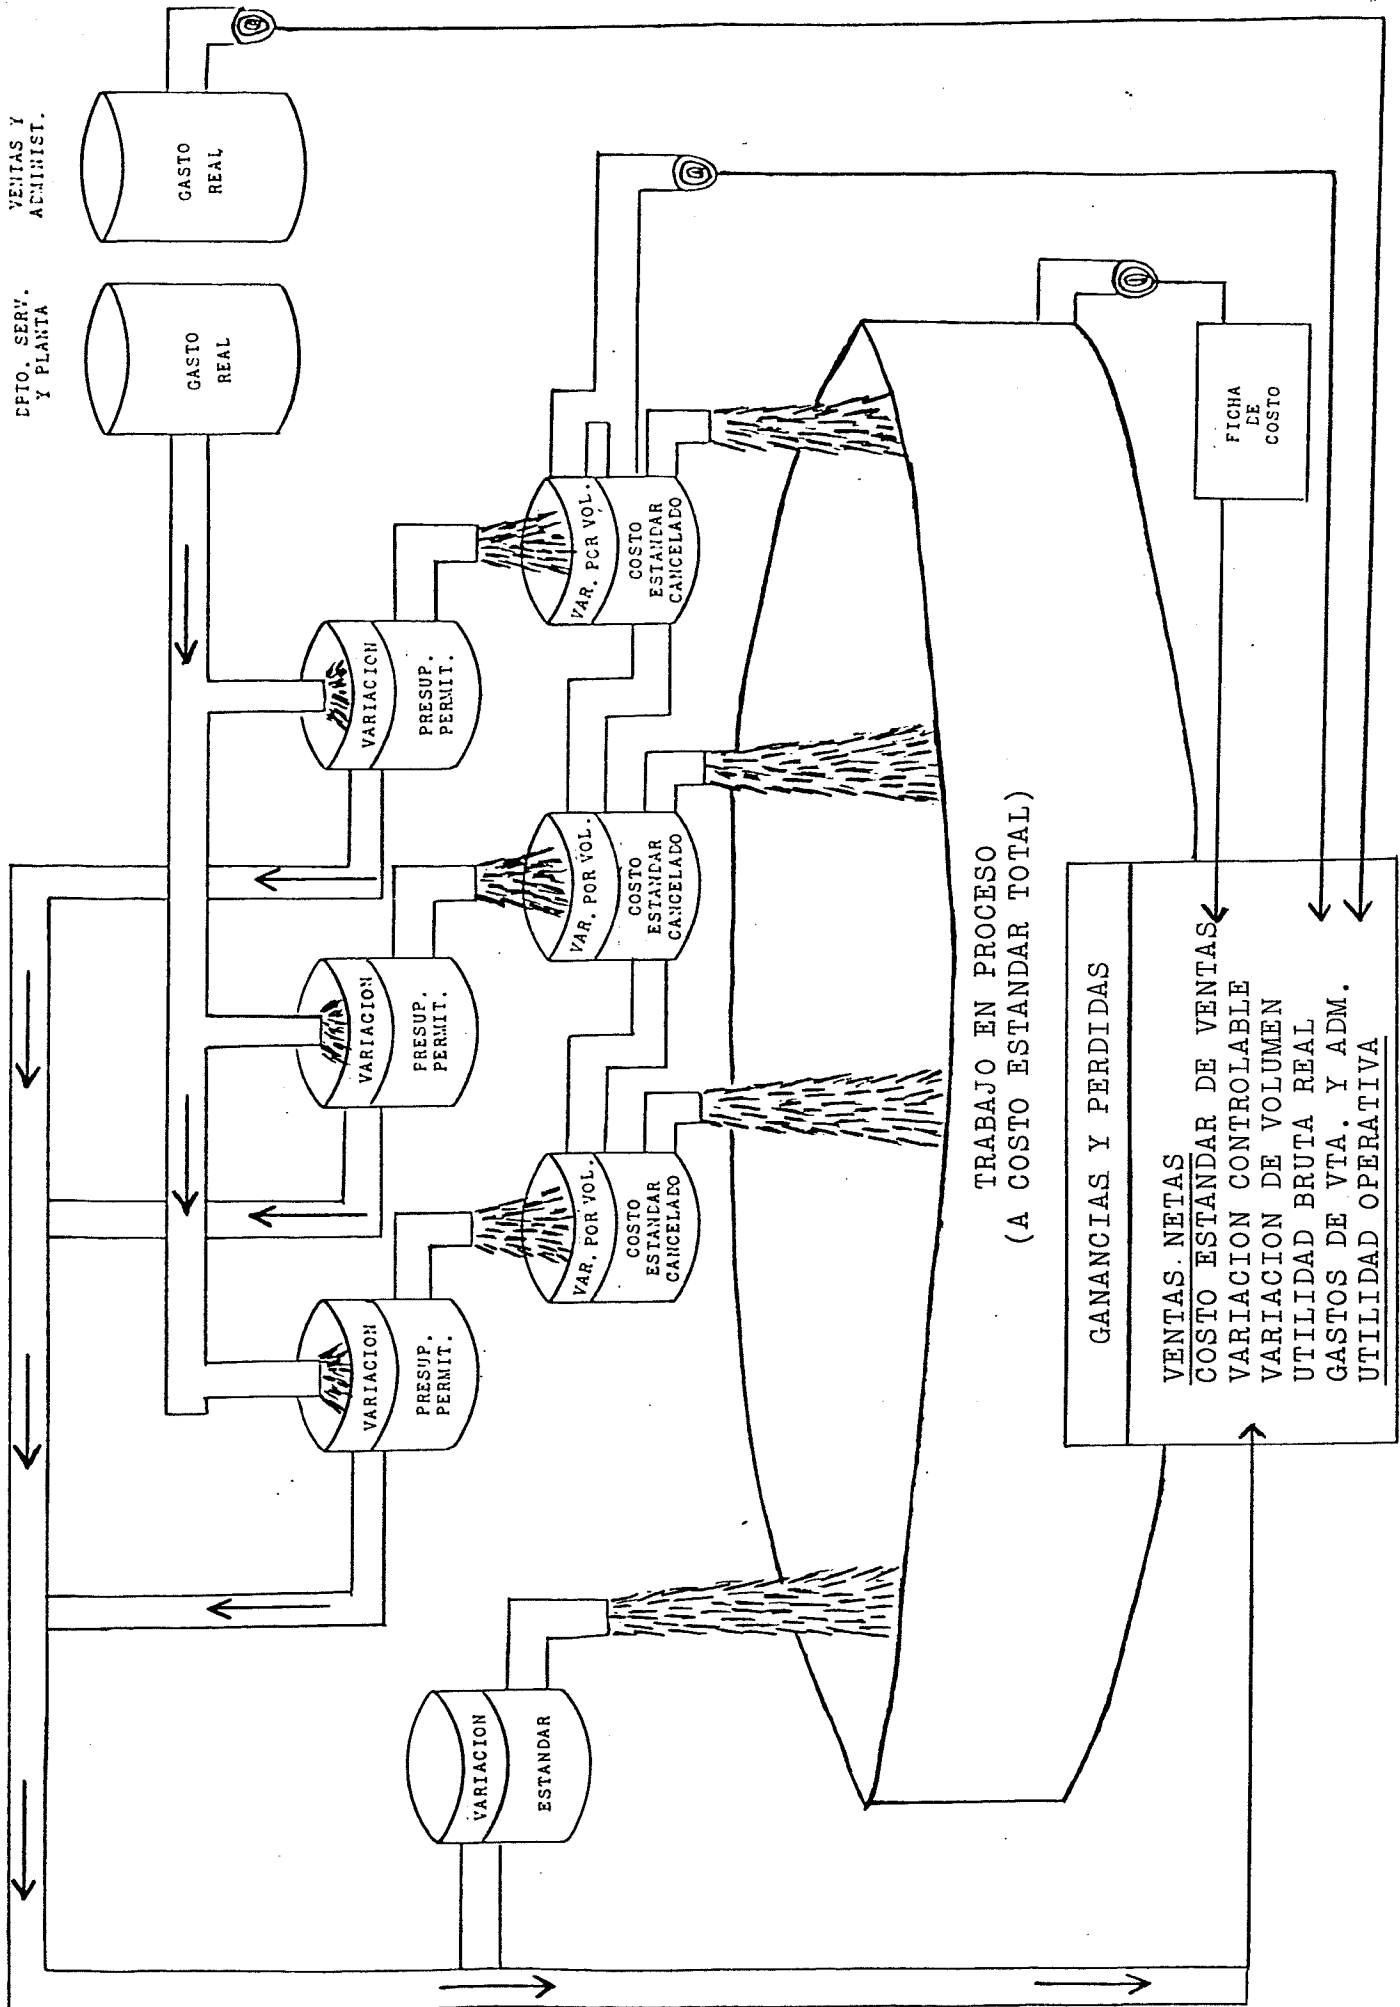 DPTO. SERV.
Y PLANTA
VENTAS Y
ADMINIST.
GASTO
REAL
GASTO
REAL
VARIACION
PRESUP.
PERMIT.
VARIACION
PRESUP.
PERMIT.
VARIACION
PRESUP.
PERMIT.
VARIACION
ESTANDAR
VAR. POR VOL.
COSTO
ESTANDAR
CANCELADO
VAR. POR VOL.
COSTO
ESTANDAR
CANCELADO
VAR. POR VOL.
COSTO
ESTANDAR
CANCELADO
TRABAJO EN PROCESO
(A COSTO ESTANDAR TOTAL)
FICHA
DE
COSTO
GANANCIAS Y PERDIDAS
VENTAS NETAS
COSTO ESTANDAR DE VENTAS
VARIACION CONTROLABLE
VARIACION DE VOLUMEN
UTILIDAD BRUTA REAL
GASTOS DE VTA. Y ADM.
UTILIDAD OPERATIVA